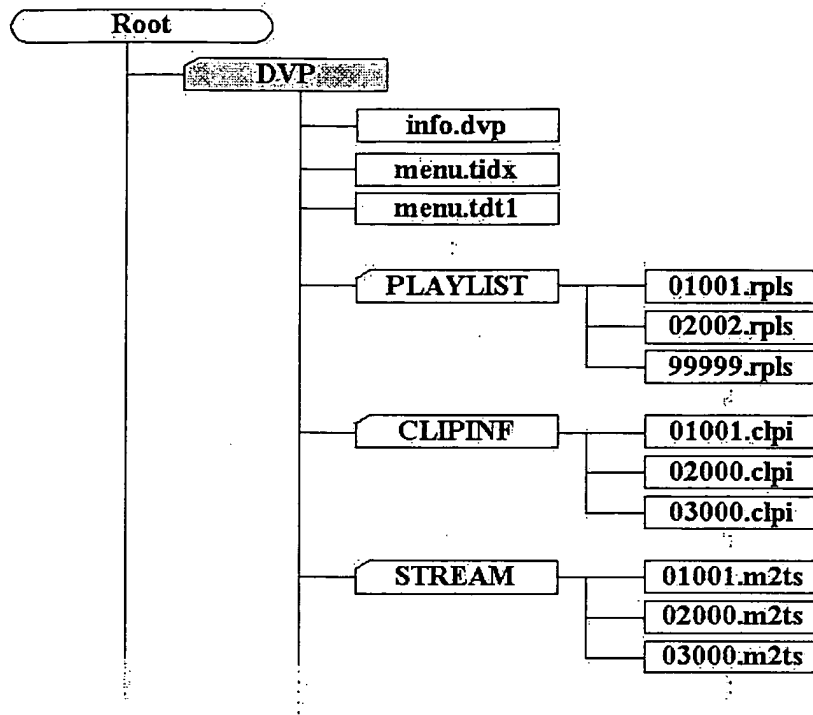 Root
DVP
info.dvp
menu.tidx
menu.tdt1
PLAYLIST
01001.rpls
02002.rpls
99999.rpls
CLIPINF
01001.clpi
02000.clpi
03000.clpi
STREAM
01001.m2ts
02000.m2ts
03000.m2ts